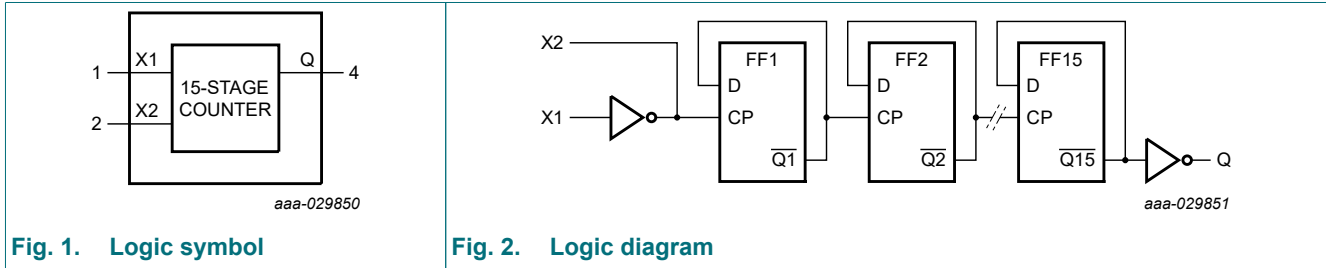 X1
Q
1
4
15-STAGE
COUNTER
X2
2
aaa-029850
Fig. 1. Logic symbol
X2
FF1
FF2
FF15
D
D
D
X1
CP
CP
CP
Q1
Q2
Q15
Q
aaa-029851
Fig. 2. Logic diagram